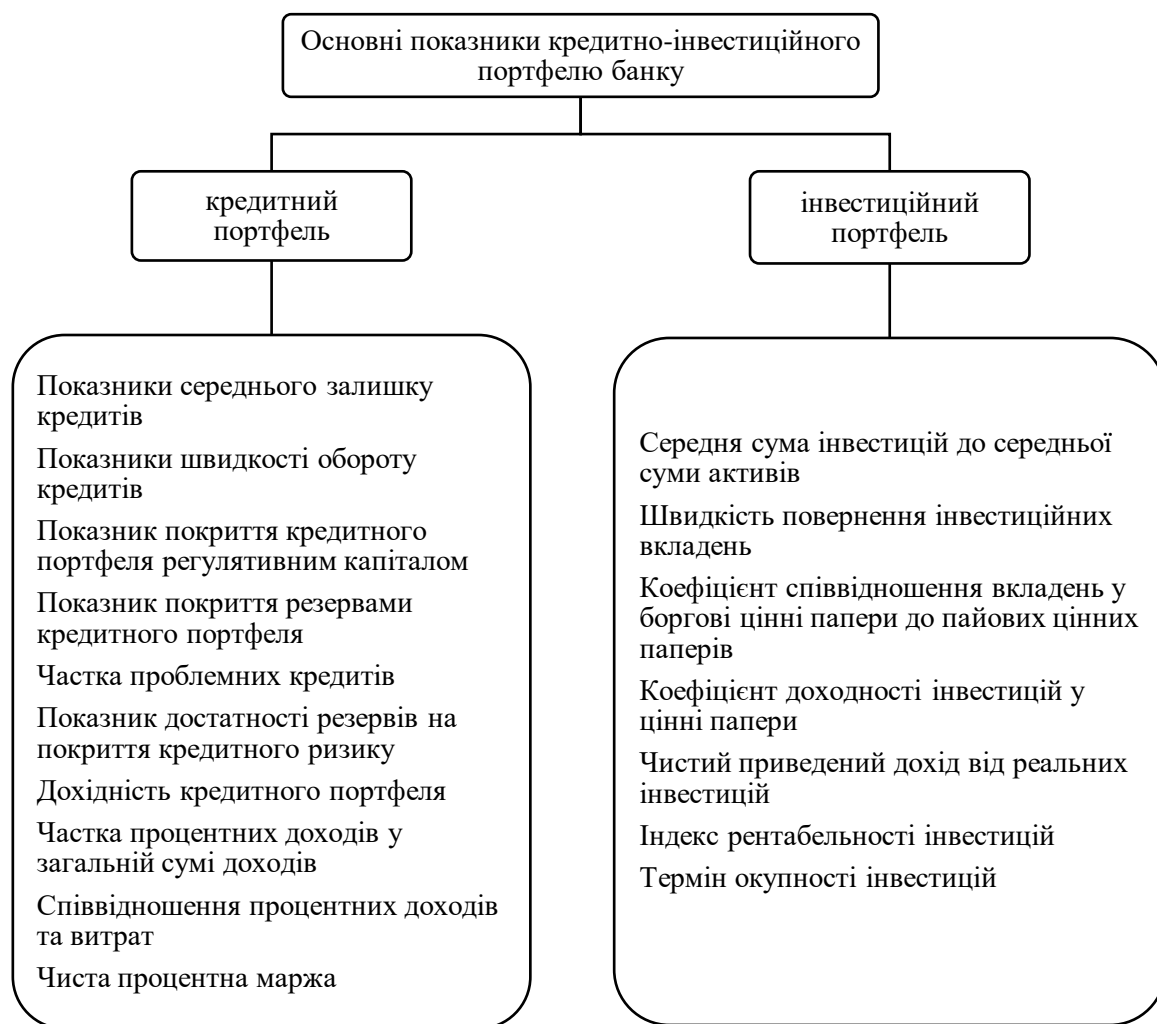 Основні показники кредитно-інвестиційного
портфелю банку
кредитний
портфель
інвестиційний
портфель
Показники середнього залишку
кредитів
Показники швидкості обороту
кредитів
Показник покриття кредитного
портфеля регулятивним капіталом
Показник покриття резервами
кредитного портфеля
Частка проблемних кредитів
Показник достатності резервів на
покриття кредитного ризику
Дохідність кредитного портфеля
Частка процентних доходів у
загальній сумі доходів
Співвідношення процентних доходів
та витрат
Чиста процентна маржа
Середня сума інвестицій до середньої
суми активів
Швидкість повернення інвестиційних
вкладень
Коефіцієнт співвідношення вкладень у
боргові цінні папери до пайових цінних
паперів
Коефіцієнт доходності інвестицій у
цінні папери
Чистий приведений дохід від реальних
інвестицій
Індекс рентабельності інвестицій
Термін окупності інвестицій